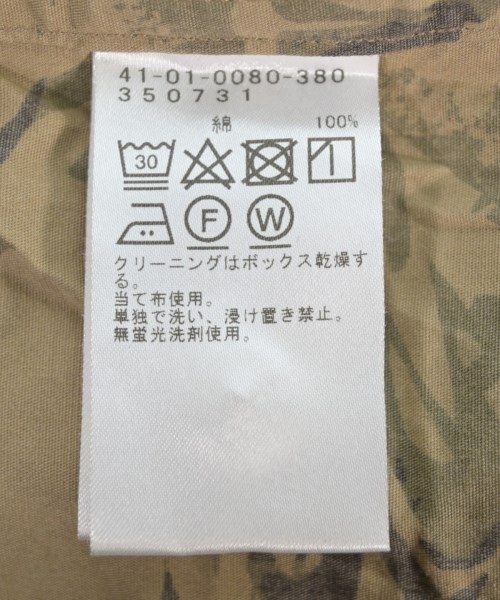 41-01-0080-380
350731
綿 100%
30
F W
クリーニングはボックス乾燥す
る。
当て布使用。
単独で洗い、浸け置き禁止。
無蛍光洗剤使用。